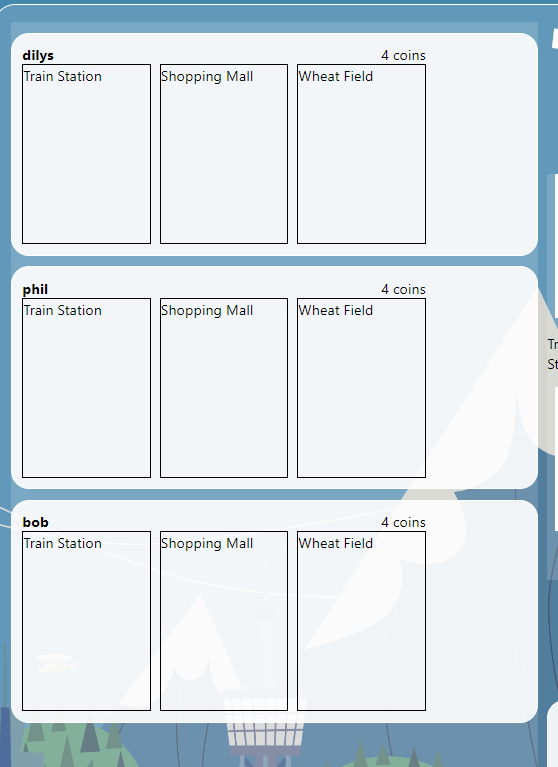 dilys 4 coins
Train Station Shopping Mall Wheat Field
phil 4 coins
Train Station Shopping Mall Wheat Field
Tr
St
bob 4 coins
Train Station Shopping Mall Wheat Field